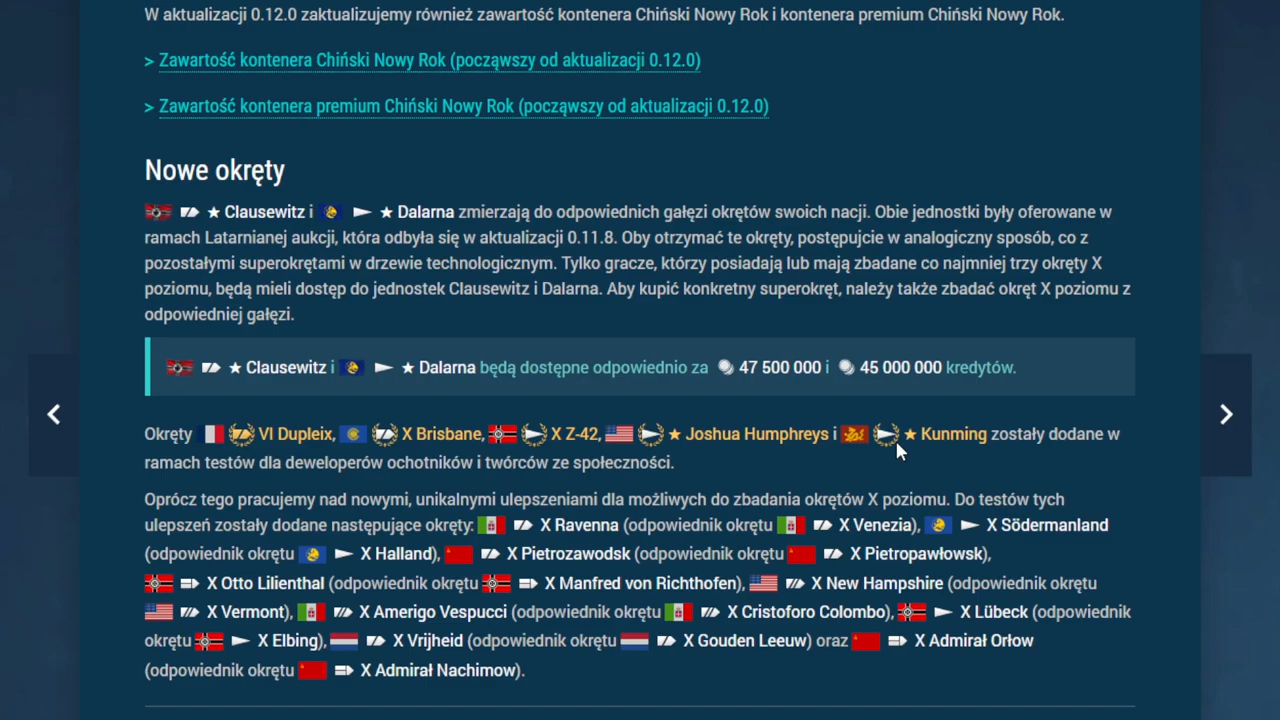 W aktualizacji 0.12.0 zaktualizujemy również zawartość kontenera Chiński Nowy Rok i kontenera premium Chiński Nowy Rok.
> Zawartość kontenera Chiński Nowy Rok (począwszy od aktualizacji 0.12.0)
> Zawartość kontenera premium Chiński Nowy Rok (począwszy od aktualizacji 0.12.0)
Nowe okręty
★ Clausewitz i ★ Dalarna zmierzają do odpowiednich gałęzi okrętów swoich nacji. Obie jednostki były oferowane w
ramach Latarnianej aukcji, która odbyła się w aktualizacji 0.11.8. Oby otrzymać te okręty, postępujcie w analogiczny sposób, co z
pozostałymi superokrętami w drzewie technologicznym. Tylko gracze, którzy posiadają lub mają zbadane co najmniej trzy okręty X
poziomu, będą mieli dostęp do jednostek Clausewitz i Dalarna. Aby kupić konkretny superokręt, należy także zbadać okręt X poziomu z
odpowiedniej gałęzi.
★ Clausewitz i ★ Dalarna będą dostępne odpowiednio za 47 500 000 i 45 000 000 kredytów.
Okręty VI Dupleix, X Brisbane, X Z-42, ★ Joshua Humphreys i ★ Kunming zostały dodane w
ramach testów dla deweloperów ochotników i twórców ze społeczności.
Oprócz tego pracujemy nad nowymi, unikalnymi ulepszeniami dla możliwych do zbadania okrętów X poziomu. Do testów tych
ulepszeń zostały dodane następujące okręty: X Ravenna (odpowiednik okrętu X Venezia), X Södermanland
(odpowiednik okrętu X Halland), X Pietrozawodsk (odpowiednik okrętu X Pietropawłowsk),
X Otto Lilienthal (odpowiednik okrętu X Manfred von Richthofen), X New Hampshire (odpowiednik okrętu
X Vermont), X Amerigo Vespucci (odpowiednik okrętu X Cristoforo Colombo), X Lübeck (odpowiednik
okrętu X Elbing), X Vrijheid (odpowiednik okrętu X Gouden Leeuw) oraz X Admirał Orłow
(odpowiednik okrętu X Admirał Nachimow).